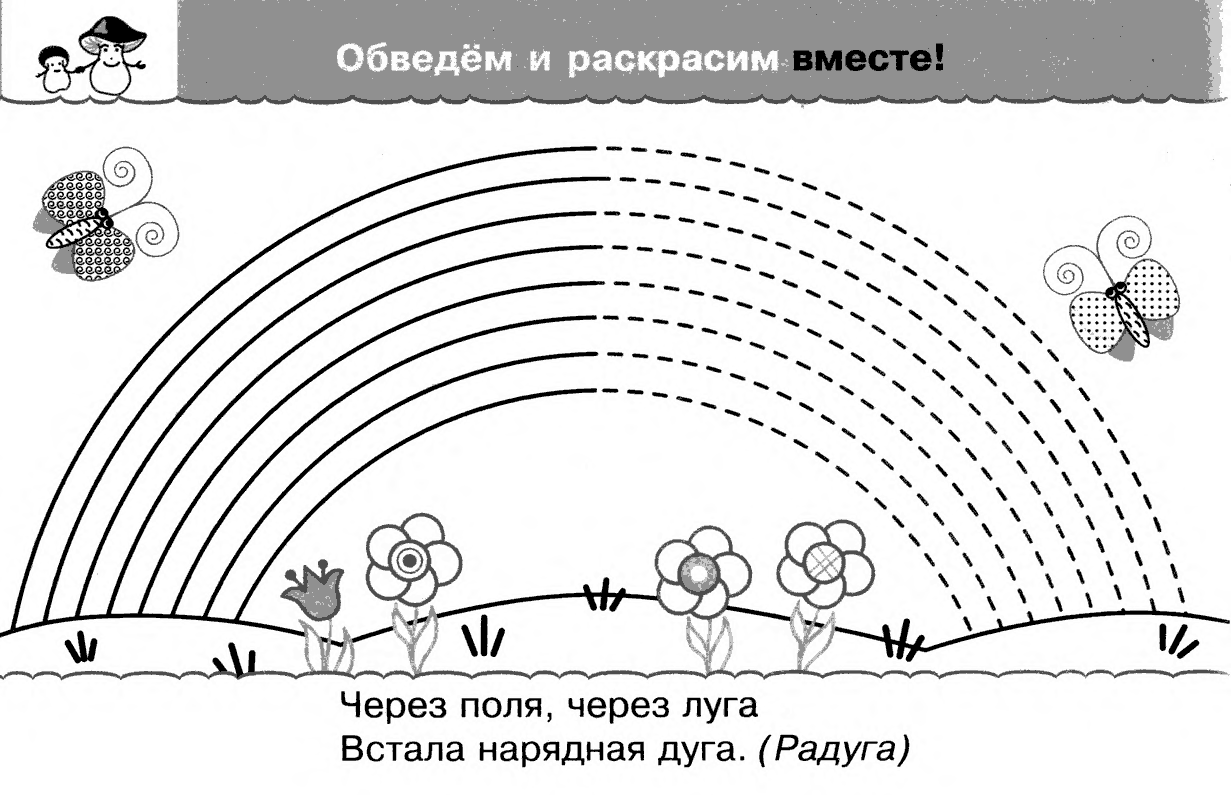 Обведём и раскрасим вместе!
Через поля, через луга
Встала нарядная дуга. (Радуга)